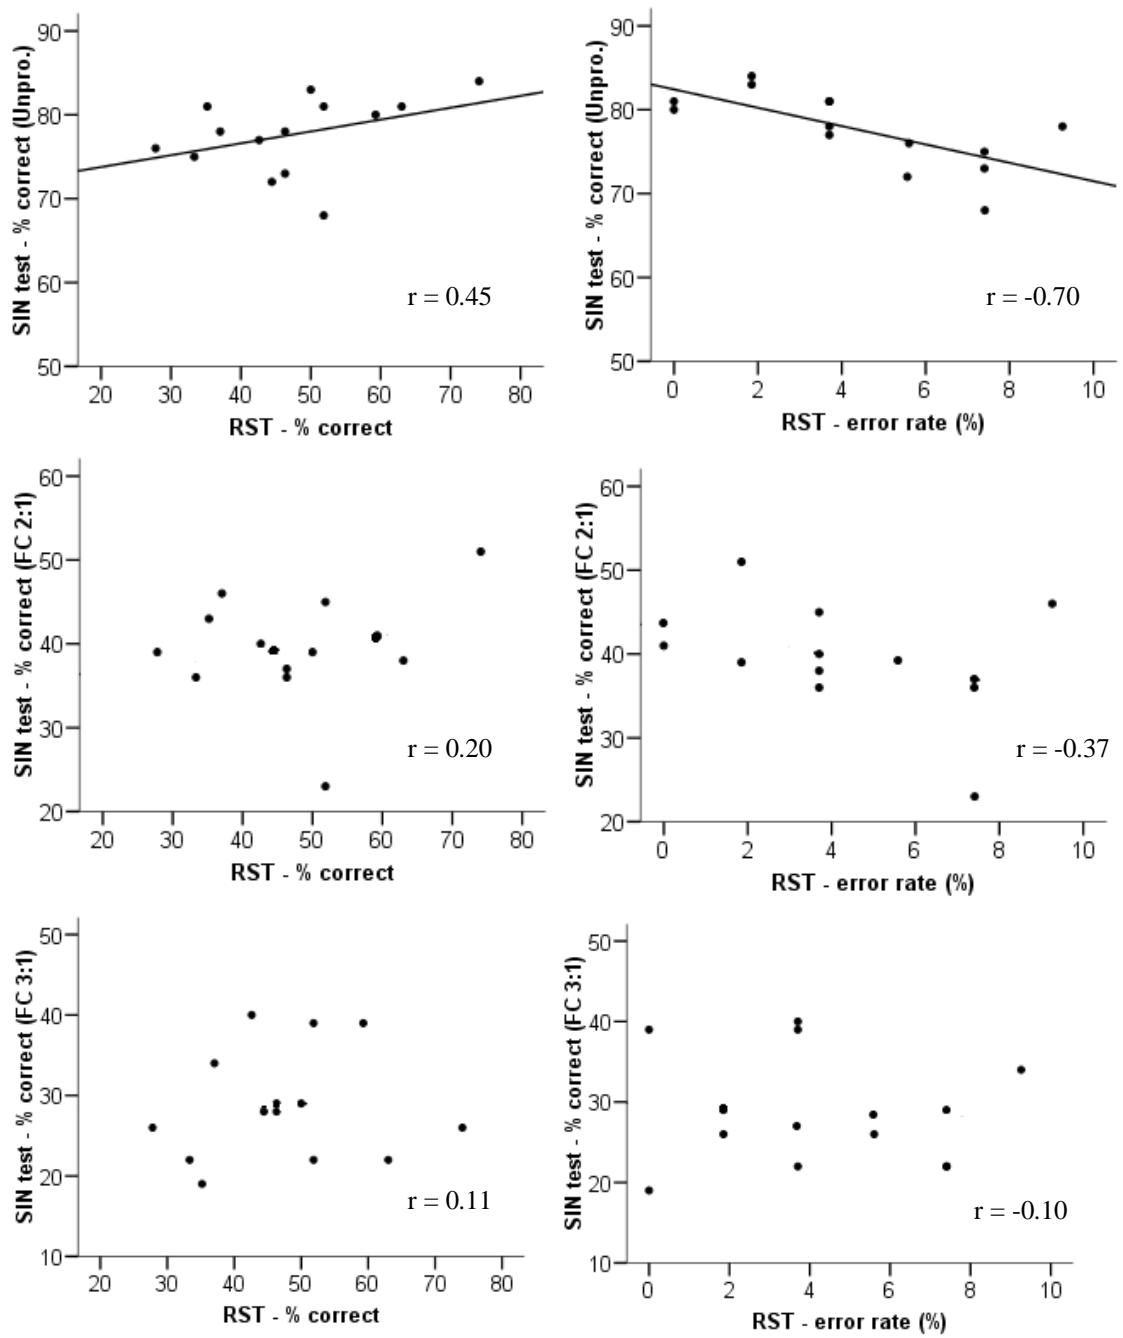 SIN test - % correct (Unpro.)
90
80
70
60
50
r = 0.45
20 30 40 50 60 70 80
RST - % correct
SIN test - % correct (Unpro.)
90
80
70
60
50
r = -0.70
0 2 4 6 8 10
RST - error rate (%)
SIN test - % correct (FC 2:1)
60
50
40
30
20
r = 0.20
20 30 40 50 60 70 80
RST - % correct
SIN test - % correct (FC 2:1)
60
50
40
30
20
r = -0.37
0 2 4 6 8 10
RST - error rate (%)
SIN test - % correct (FC 3:1)
50
40
30
20
10
r = 0.11
20 30 40 50 60 70 80
RST - % correct
SIN test - % correct (FC 3:1)
50
40
30
20
10
r = -0.10
0 2 4 6 8 10
RST - error rate (%)